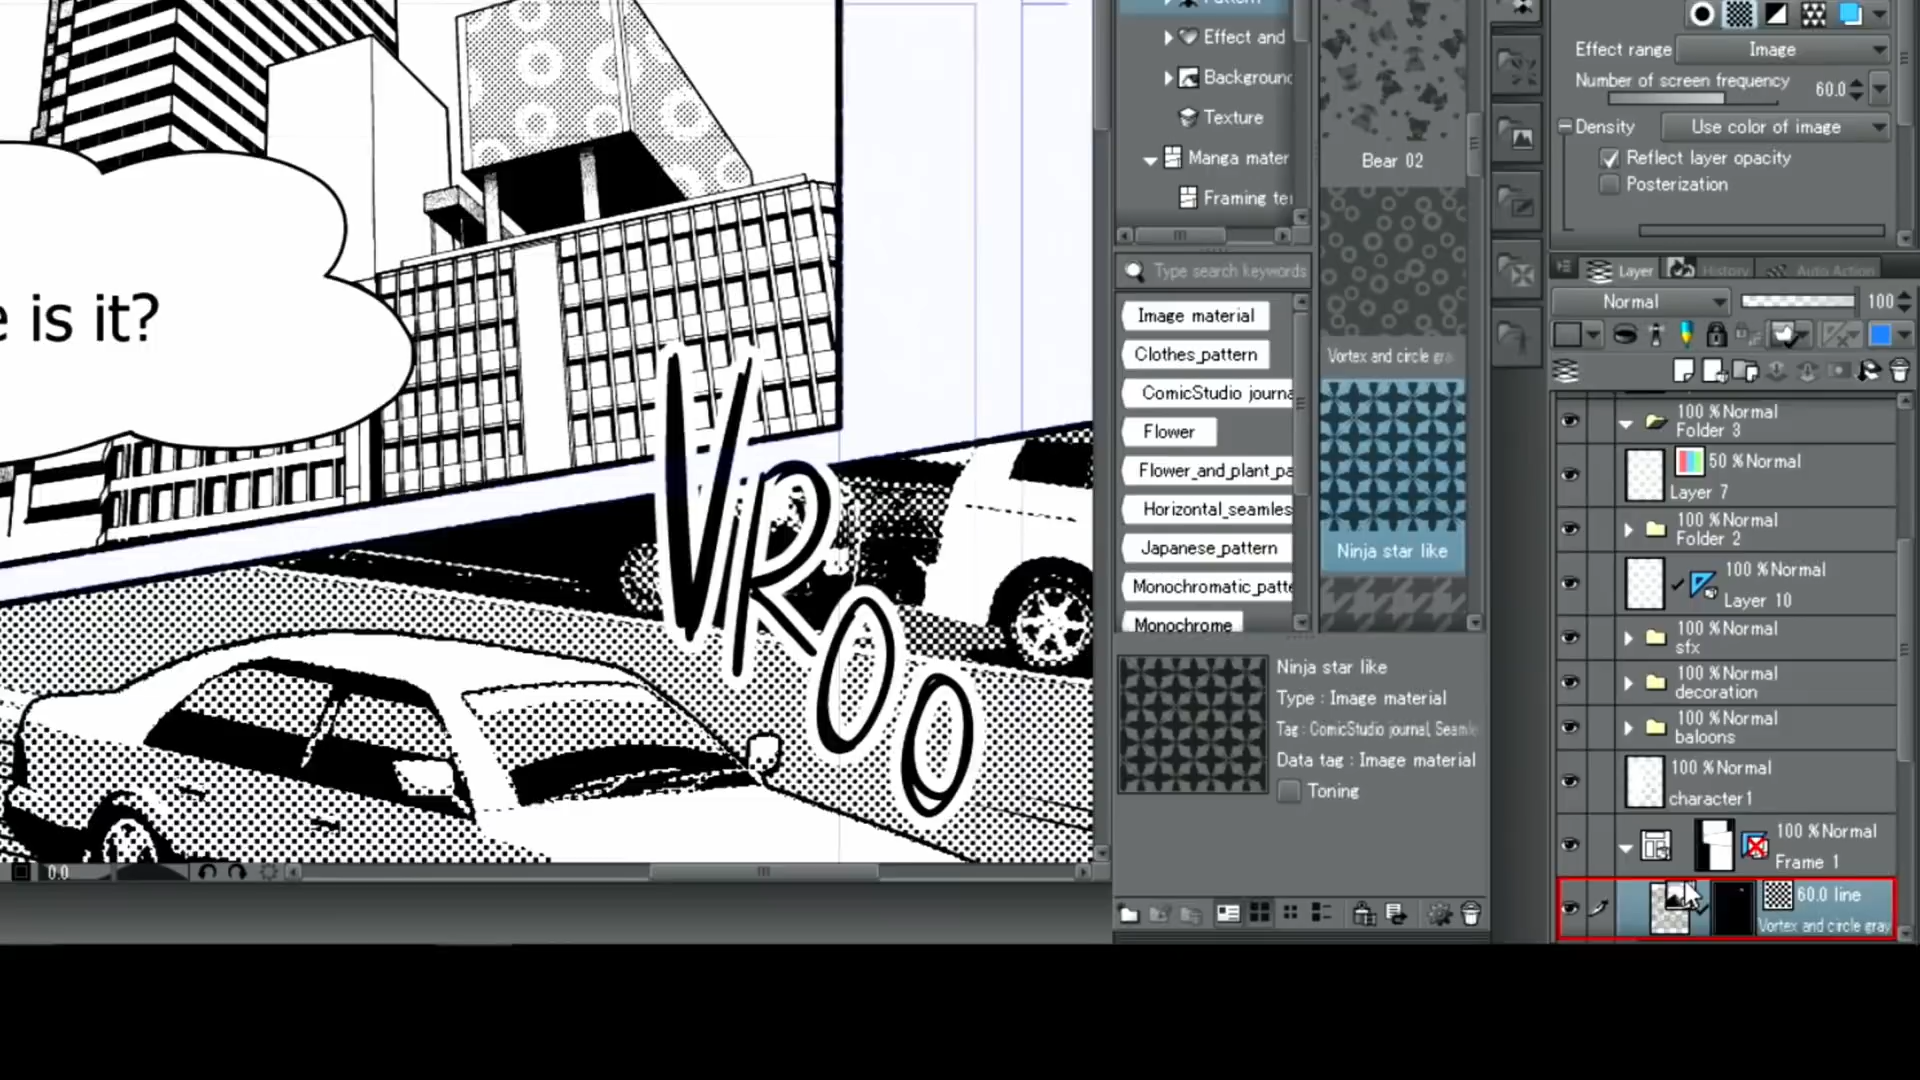 e is it?
VROO
0.0
Effect and
Background
Texture
Manga mater
Framing te
Type search keywords
Image material
Clothes_pattern
ComicStudio journa
Flower
Flower_and_plant_pa
Horizontal_seamles
Japanese_pattern
Monochromatic_patte
Monochrome
Bear 02
Vortex and circle gra
Ninja star like
Ninja star like
Type : Image material
Tag : ComicStudio journal, Seamle
Data tag : Image material
Toning
Effect range
Image
Number of screen frequency
60.0
Density
Use color of image
Reflect layer opacity
Posterization
Layer
History
Auto Action
Normal
100
100 %Normal
Folder 3
50 %Normal
Layer 7
100 %Normal
Folder 2
100 %Normal
Layer 10
100 %Normal
sfx
100 %Normal
decoration
100 %Normal
baloons
100 %Normal
character1
100 %Normal
Frame 1
60.0 line
Vortex and circle gray